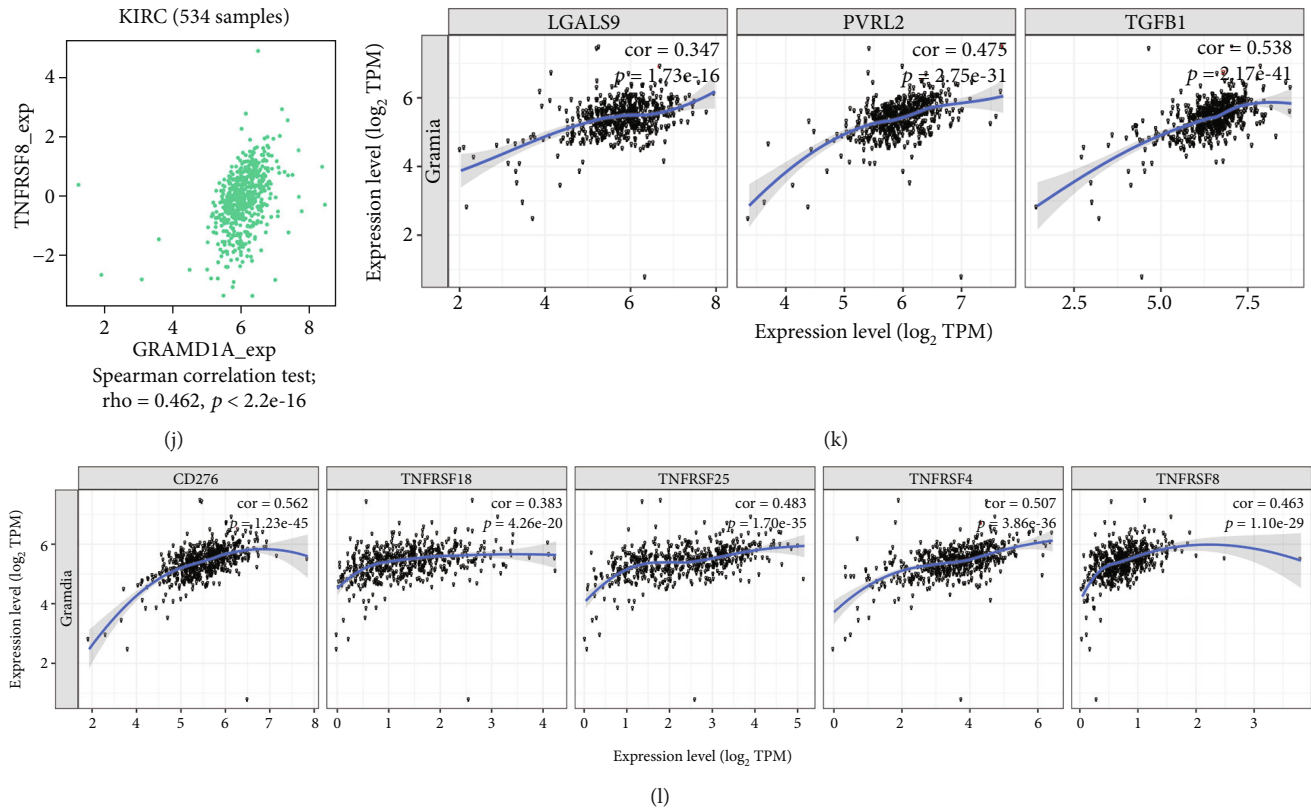 KIRC (534 samples)
TNFRSF8_exp
4
2
0
−2
2 4 6 8
GRAMD1A_exp
Spearman correlation test;
rho = 0.462, p < 2.2e-16
(j)
LGALS9 PVRL2 TGFB1
cor = 0.347 cor = 0.475 cor = 0.538
p = 1.73e-16 p = 2.75e-31 p = 2.17e-41
Expression level (log2 TPM)
Gramia
6
4
2
2 4 6 8 4 5 6 7 2.5 5.0 7.5
Expression level (log2 TPM)
(k)
CD276 TNFRSF18 TNFRSF25 TNFRSF4 TNFRSF8
cor = 0.562 cor = 0.383 cor = 0.483 cor = 0.507 cor = 0.463
p = 1.23e-45 p = 4.26e-20 p = 1.70e-35 p = 3.86e-36 p = 1.10e-29
Expression level (log2 TPM)
Gramdia
6
4
2
2 3 4 5 6 7 8 0 1 2 3 4 0 1 2 3 4 5 0 2 4 6 0 1 2 3
Expression level (log2 TPM)
(l)